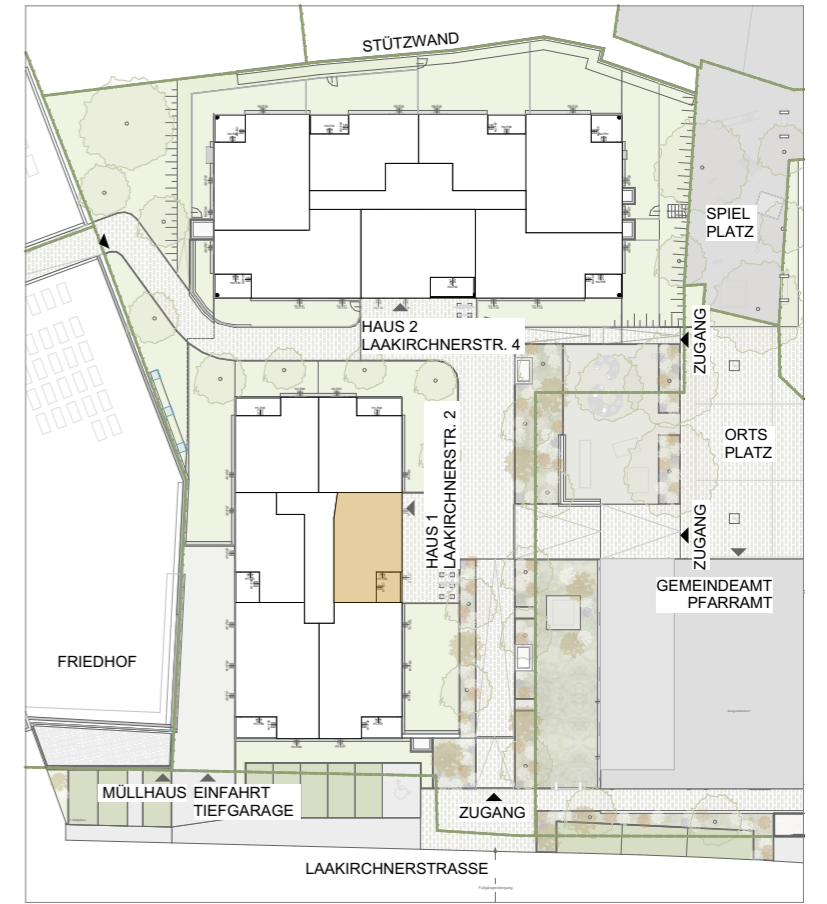 STÜTZWAND
SPIEL
PLATZ
HAUS 2
LAAKIRCHNERSTR. 4
ZUGANG
HAUS 1
LAAKIRCHNERSTR. 2
ORTS
PLATZ
ZUGANG
GEMEINDEAMT
PFARRAMT
FRIEDHOF
MÜLLHAUS
EINFAHRT
TIEFGARAGE
ZUGANG
LAAKIRCHNERSTRASSE
Fußgängerübergang